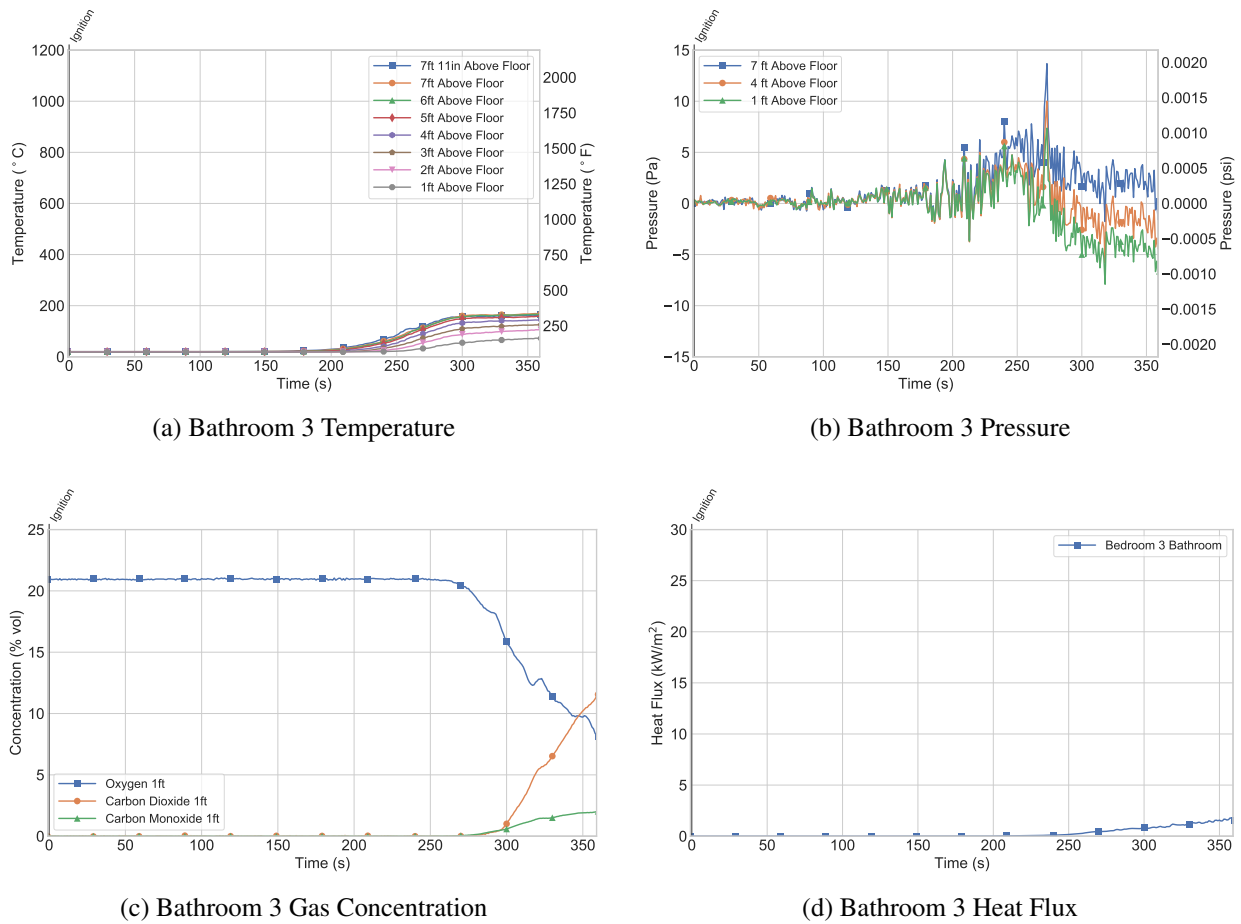 Ignition
1200
1000
800
600
400
200
0
Temperature (°C)
2000
1750
1500
1250
1000
750
500
250
Temperature (°F)
7ft 11in Above Floor
7ft Above Floor
6ft Above Floor
5ft Above Floor
4ft Above Floor
3ft Above Floor
2ft Above Floor
1ft Above Floor
0 50 100 150 200 250 300 350
Time (s)
(a) Bathroom 3 Temperature
Ignition
15
10
5
0
−5
−10
−15
Pressure (Pa)
7 ft Above Floor
4 ft Above Floor
1 ft Above Floor
0.0020
0.0015
0.0010
0.0005
0.0000
−0.0005
−0.0010
−0.0015
−0.0020
Pressure (psi)
0 50 100 150 200 250 300 350
Time (s)
(b) Bathroom 3 Pressure
Ignition
25
20
15
10
5
0
Concentration (% vol)
Oxygen 1ft
Carbon Dioxide 1ft
Carbon Monoxide 1ft
0 50 100 150 200 250 300 350
Time (s)
(c) Bathroom 3 Gas Concentration
Ignition
30
25
20
15
10
5
0
Heat Flux (kW/m²)
Bedroom 3 Bathroom
0 50 100 150 200 250 300 350
Time (s)
(d) Bathroom 3 Heat Flux